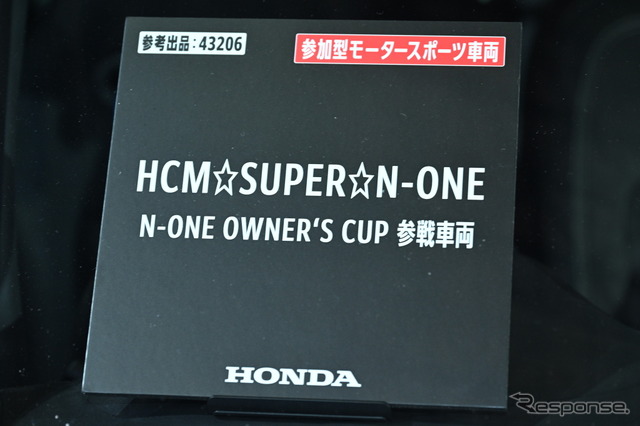 参考出品：43206
参加型モータースポーツ車両
HCM☆SUPER☆N-ONE
N-ONE OWNER‘S CUP 参戦車両
HONDA
Response.